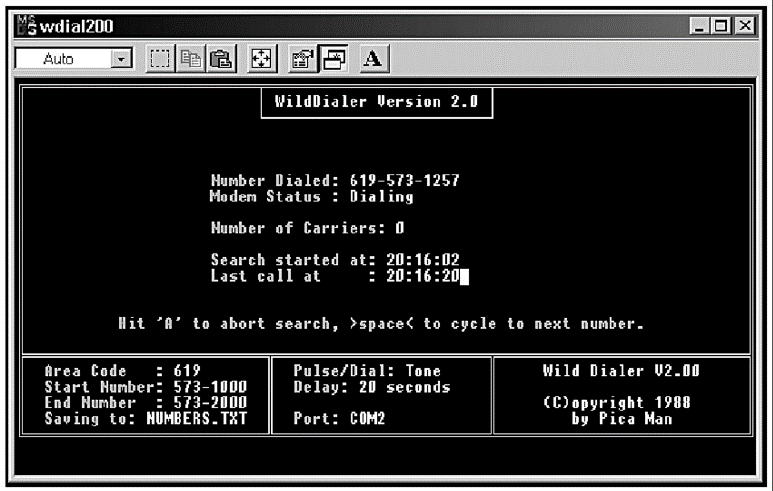 MS
DOS wdial200
Auto
A
WildDialer Version 2.0
Number Dialed: 619-573-1257
Modem Status : Dialing
Number of Carriers: 0
Search started at: 20:16:02
Last call at : 20:16:20
Hit 'A' to abort search, >space< to cycle to next number.
Area Code : 619
Start Number: 573-1000
End Number : 573-2000
Saving to: NUMBERS.TXT
Pulse/Dial: Tone
Delay: 20 seconds
Port: COM2
Wild Dialer V2.00
(C)opyright 1988
by Pica Man